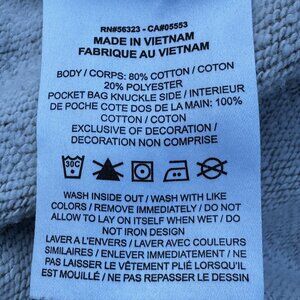 RN#56323 - CA#05553
MADE IN VIETNAM
FABRIQUE AU VIETNAM
BODY / CORPS: 80% COTTON / COTON
20% POLYESTER
POCKET BAG KNUCKLE SIDE / INTERIEUR
DE POCHE COTE DOS DE LA MAIN: 100%
COTTON / COTON
EXCLUSIVE OF DECORATION /
DECORATION NON COMPRISE
30C
WASH INSIDE OUT / WASH WITH LIKE
COLORS / REMOVE IMMEDIATELY / DO NOT
ALLOW TO LAY ON ITSELF WHEN WET / DO
NOT IRON DESIGN
LAVER A L'ENVERS / LAVER AVEC COULEURS
SIMILAIRES / ENLEVER IMMEDIATEMENT / NE
PAS LAISSER LE VÊTEMENT PLIÉ LORSQU'IL
EST MOUILLÉ / NE PAS REPASSER LE DESSIN